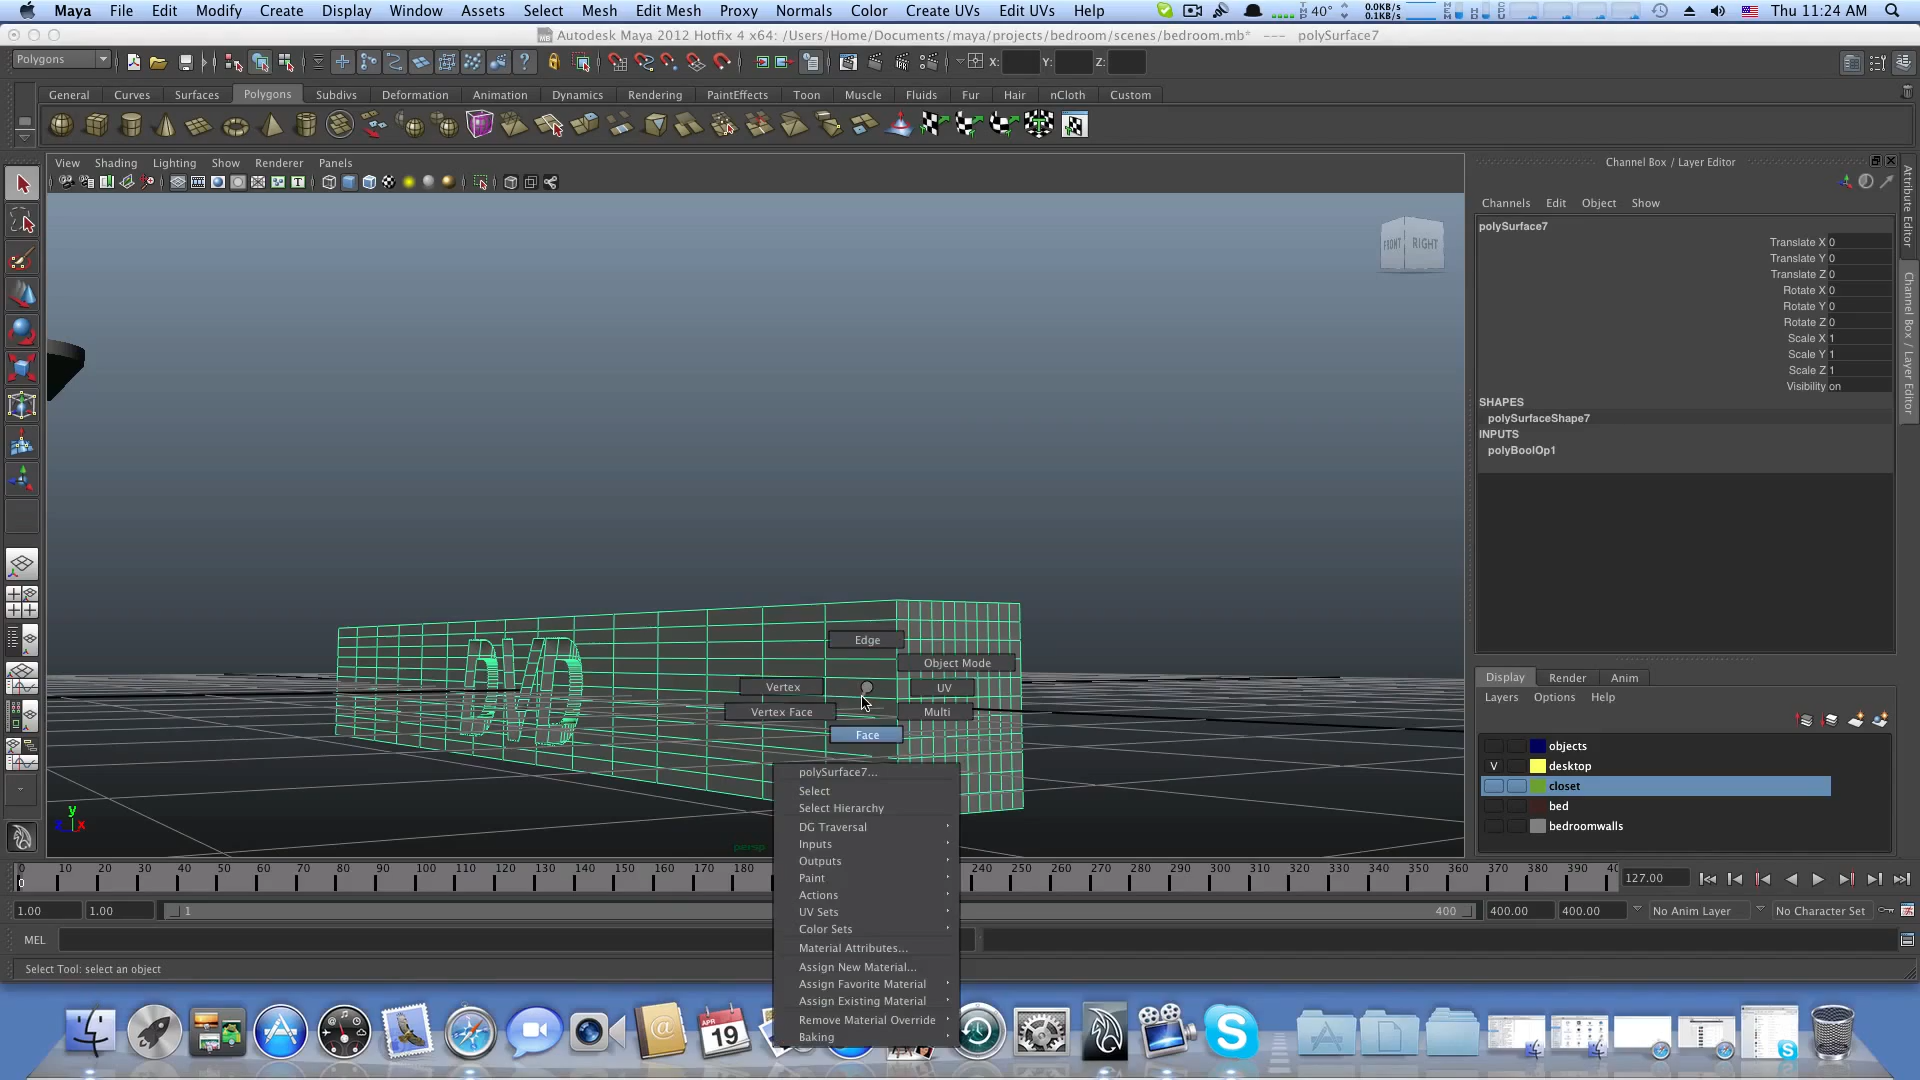 Maya File Edit Modify Create Display Window Assets Select Mesh Edit Mesh Proxy Normals Color Create UVs Edit UVs Help 40° 0.0KB/s 0.1KB/s Thu 11:24 AM
Autodesk Maya 2012 Hotfix 4 x64: /Users/Home/Documents/maya/projects/bedroom/scenes/bedroom.mb* --- polySurface7
Polygons X: Y: Z:
General Curves Surfaces Polygons Subdivs Deformation Animation Dynamics Rendering PaintEffects Toon Muscle Fluids Fur Hair nCloth Custom
View Shading Lighting Show Renderer Panels
FRONT RIGHT
DVD
Edge
Object Mode
Vertex UV
Vertex Face Multi
Face
polySurface7...
Select
Select Hierarchy
DG Traversal
Inputs
Outputs
Paint
Actions
UV Sets
Color Sets
Material Attributes...
Assign New Material...
Assign Favorite Material
Assign Existing Material
Remove Material Override
Baking
y
z x
persp
Channel Box / Layer Editor
Channels Edit Object Show
polySurface7
Translate X 0
Translate Y 0
Translate Z 0
Rotate X 0
Rotate Y 0
Rotate Z 0
Scale X 1
Scale Y 1
Scale Z 1
Visibility on
SHAPES
polySurfaceShape7
INPUTS
polyBoolOp1
Attribute Editor
Channel Box / Layer Editor
Display Render Anim
Layers Options Help
objects
V desktop
closet
bed
bedroomwalls
0 10 20 30 40 50 60 70 80 90 100 110 120 130 140 150 160 170 180 240 250 260 270 280 290 300 310 320 330 340 350 360 370 380 390 40
0
127.00
1.00 1.00 1 400 400.00 400.00 No Anim Layer No Character Set
MEL
Select Tool: select an object
APR
19